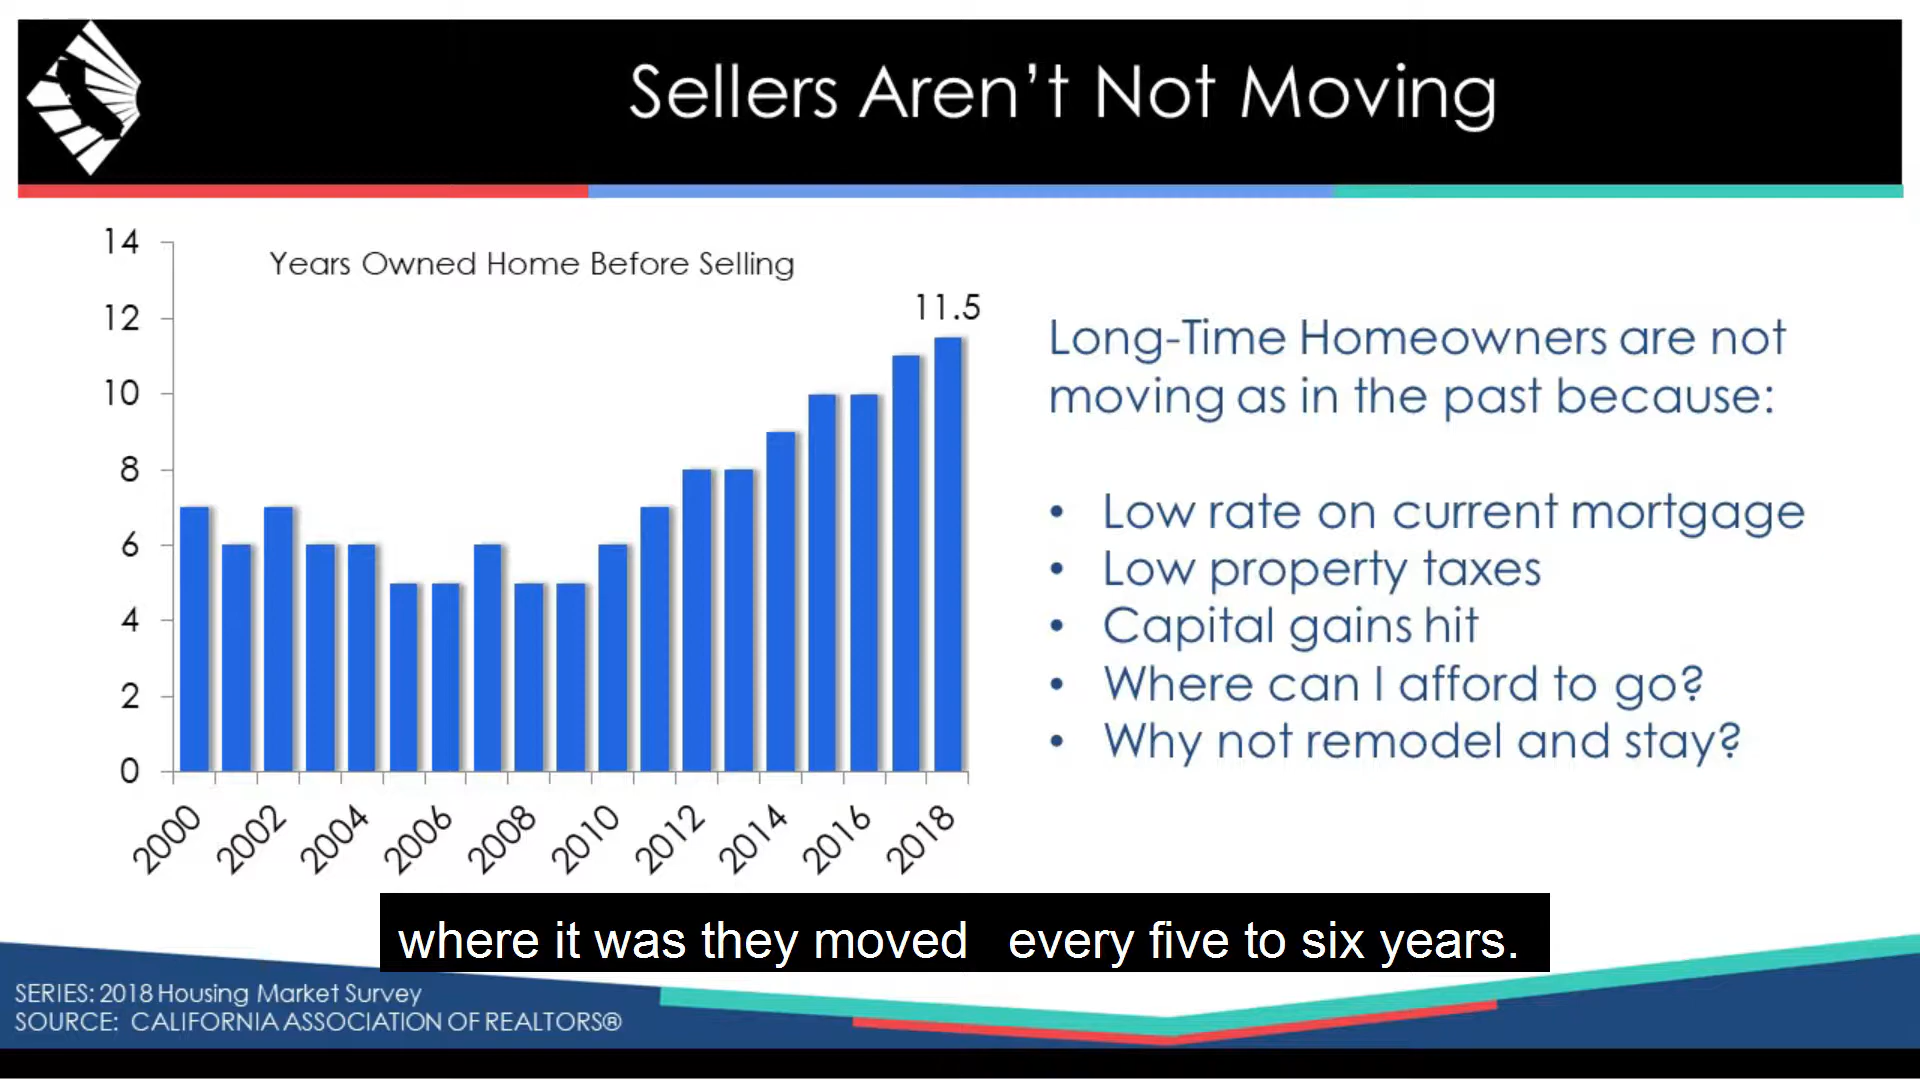 Sellers Aren't Not Moving
Years Owned Home Before Selling
14
12
10
8
6
4
2
0
11.5
2000
2002
2004
2006
2008
2010
2012
2014
2016
2018
Long-Time Homeowners are not
moving as in the past because:
• Low rate on current mortgage
• Low property taxes
• Capital gains hit
• Where can I afford to go?
• Why not remodel and stay?
where it was they moved every five to six years.
SERIES: 2018 Housing Market Survey
SOURCE: CALIFORNIA ASSOCIATION OF REALTORS®